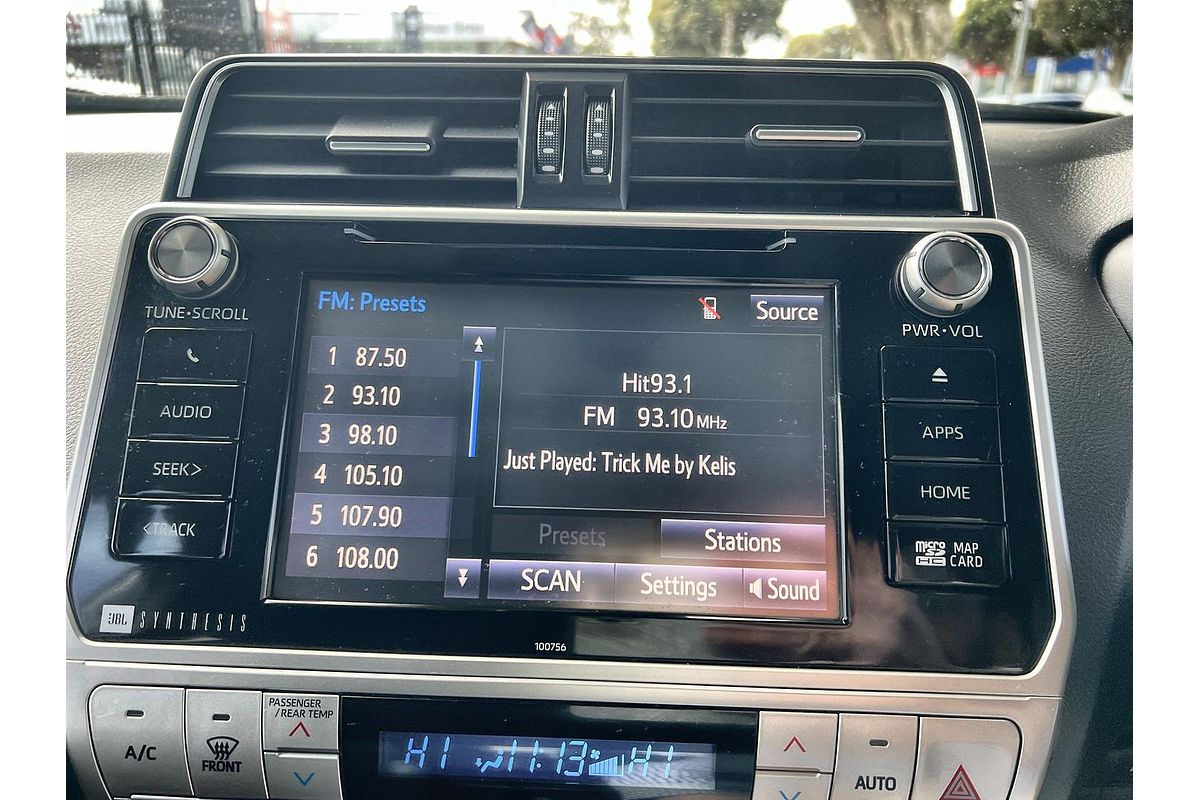 FM: Presets
Source
TUNE•SCROLL
PWR•VOL
1 87.50
2 93.10
3 98.10
4 105.10
5 107.90
6 108.00
Hit93.1
FM 93.10 MHz
Just Played: Trick Me by Kelis
Presets
Stations
SCAN
Settings
Sound
AUDIO
SEEK>
<TRACK
APPS
HOME
micro SD HC MAP CARD
JBL SYNTHESIS
100756
A/C
FRONT
PASSENGER
/REAR TEMP
HI 11:13 HI
AUTO